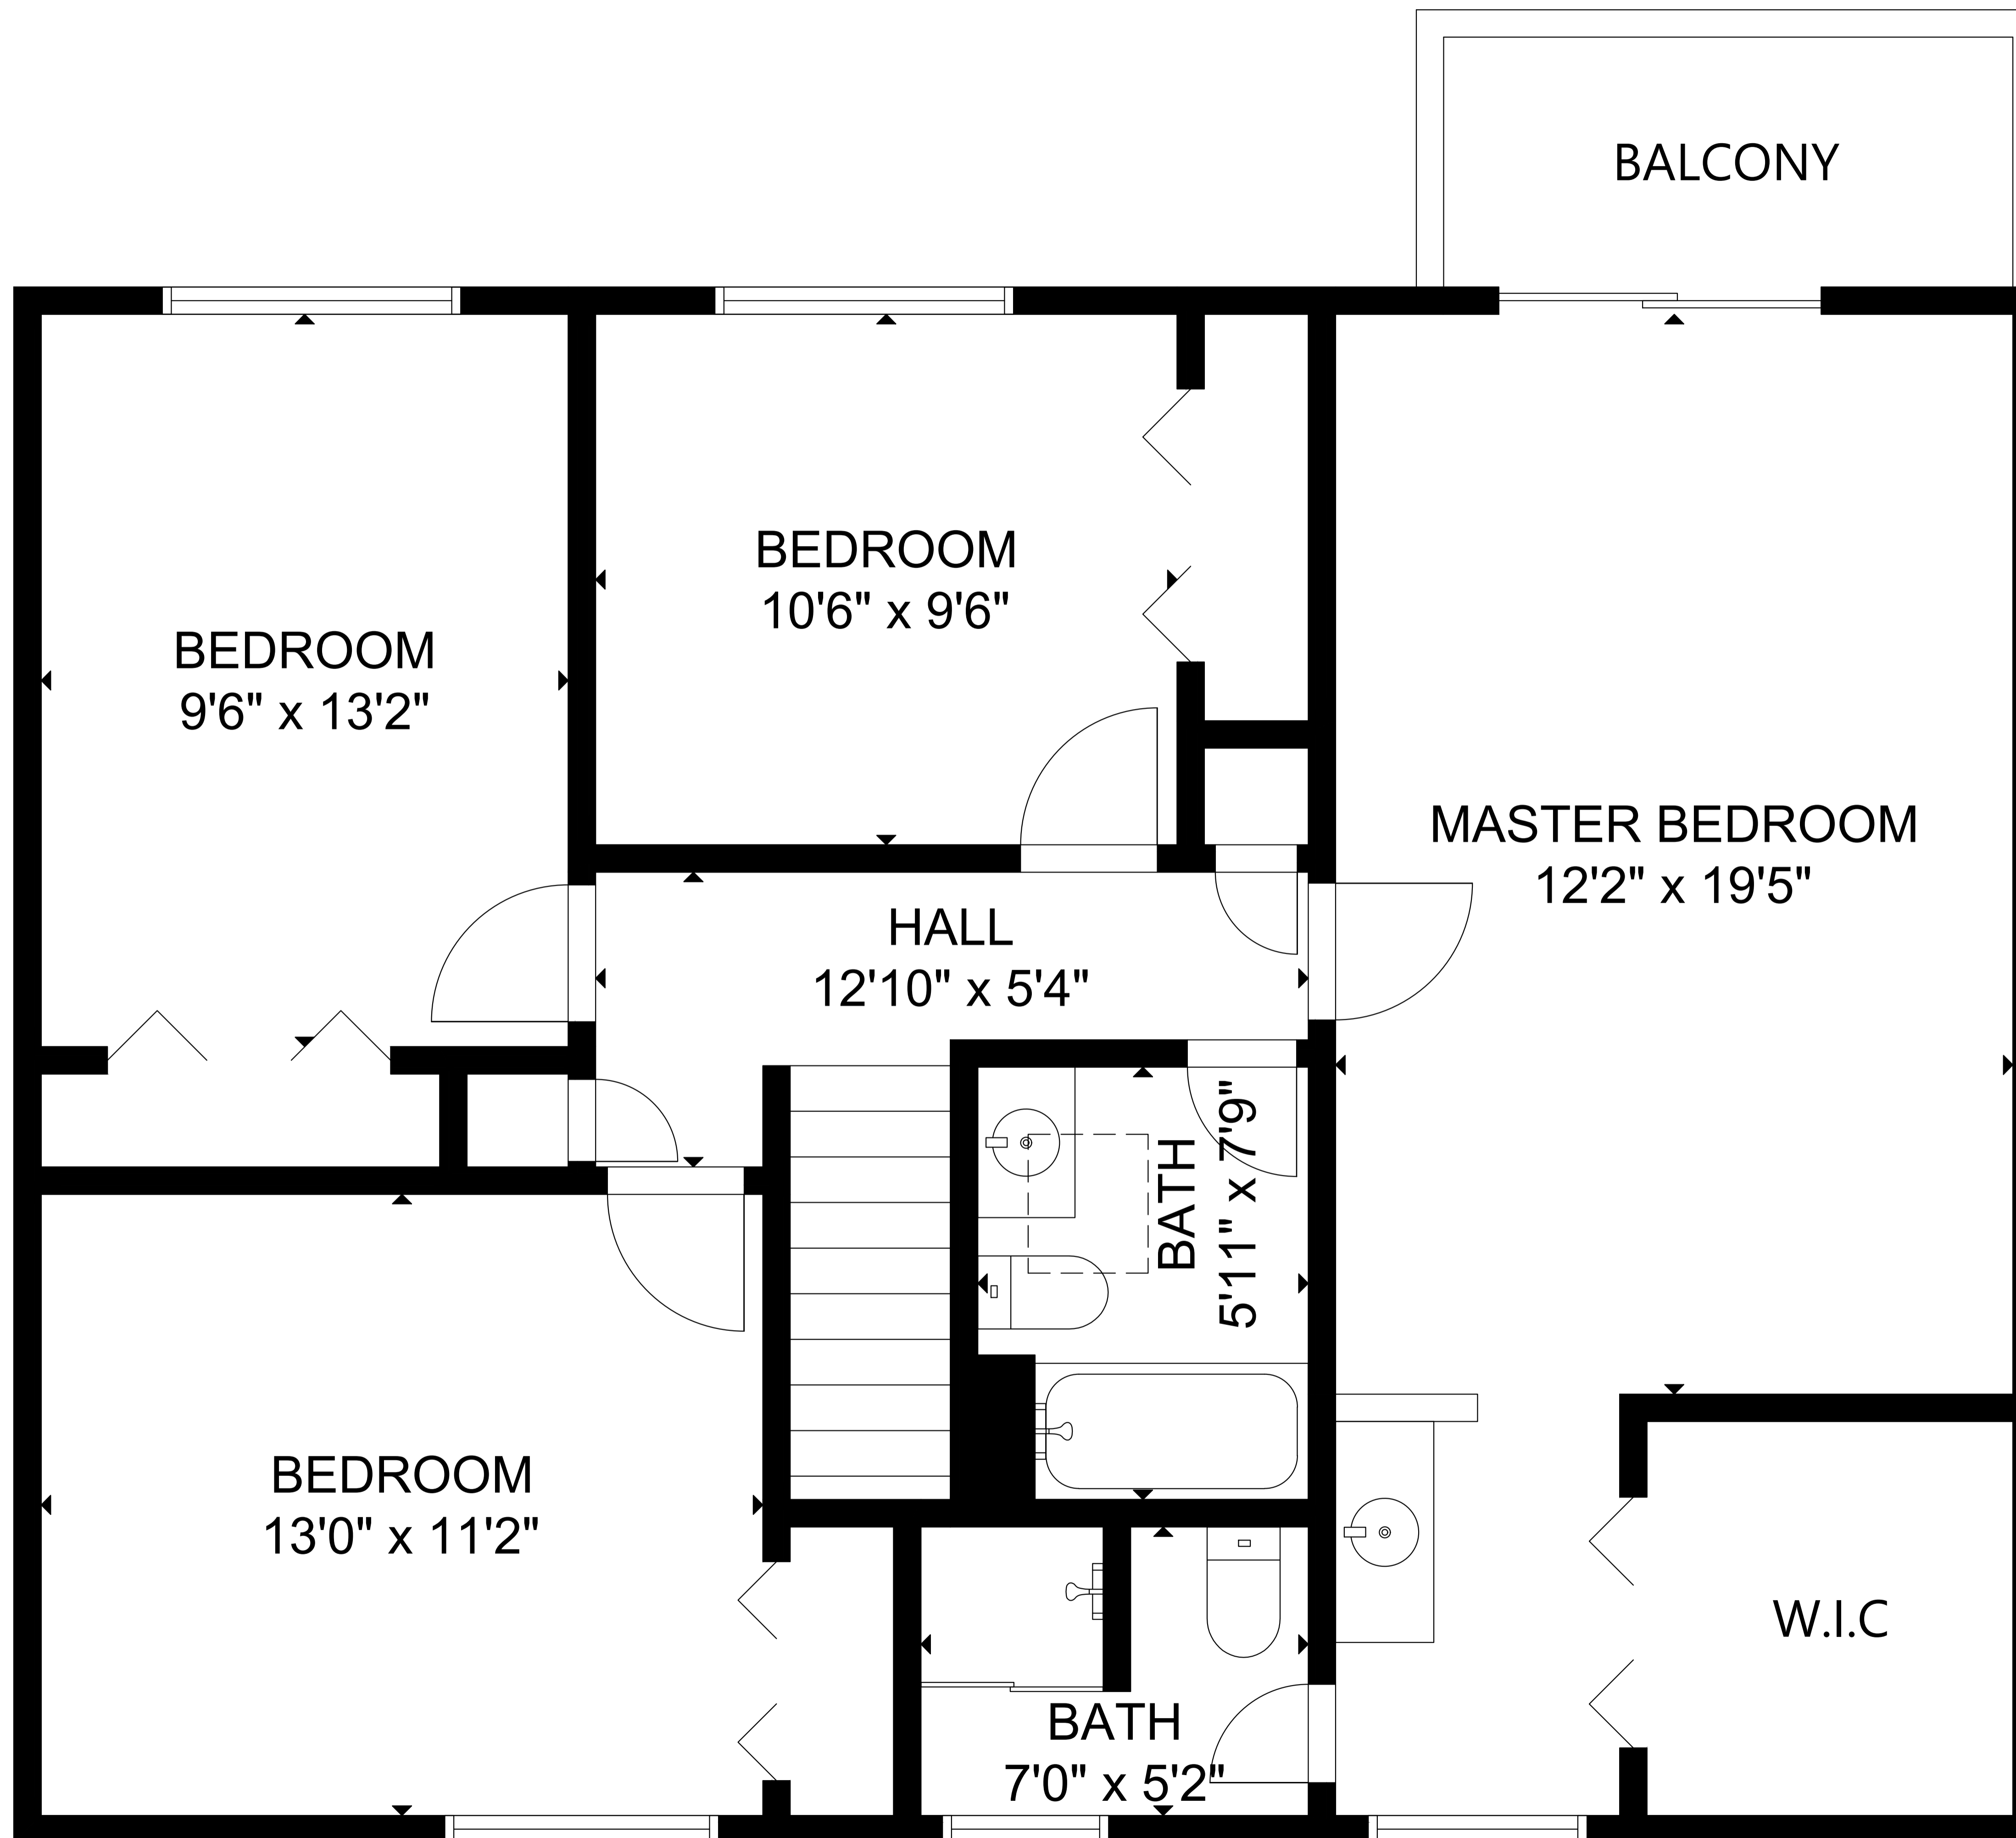 BALCONY
BEDROOM
10'6" x 9'6"
BEDROOM
9'6" x 13'2"
MASTER BEDROOM
12'2" x 19'5"
HALL
12'10" x 5'4"
BATH
5'11" x 7'9"
BEDROOM
13'0" x 11'2"
W.I.C
BATH
7'0" x 5'2"